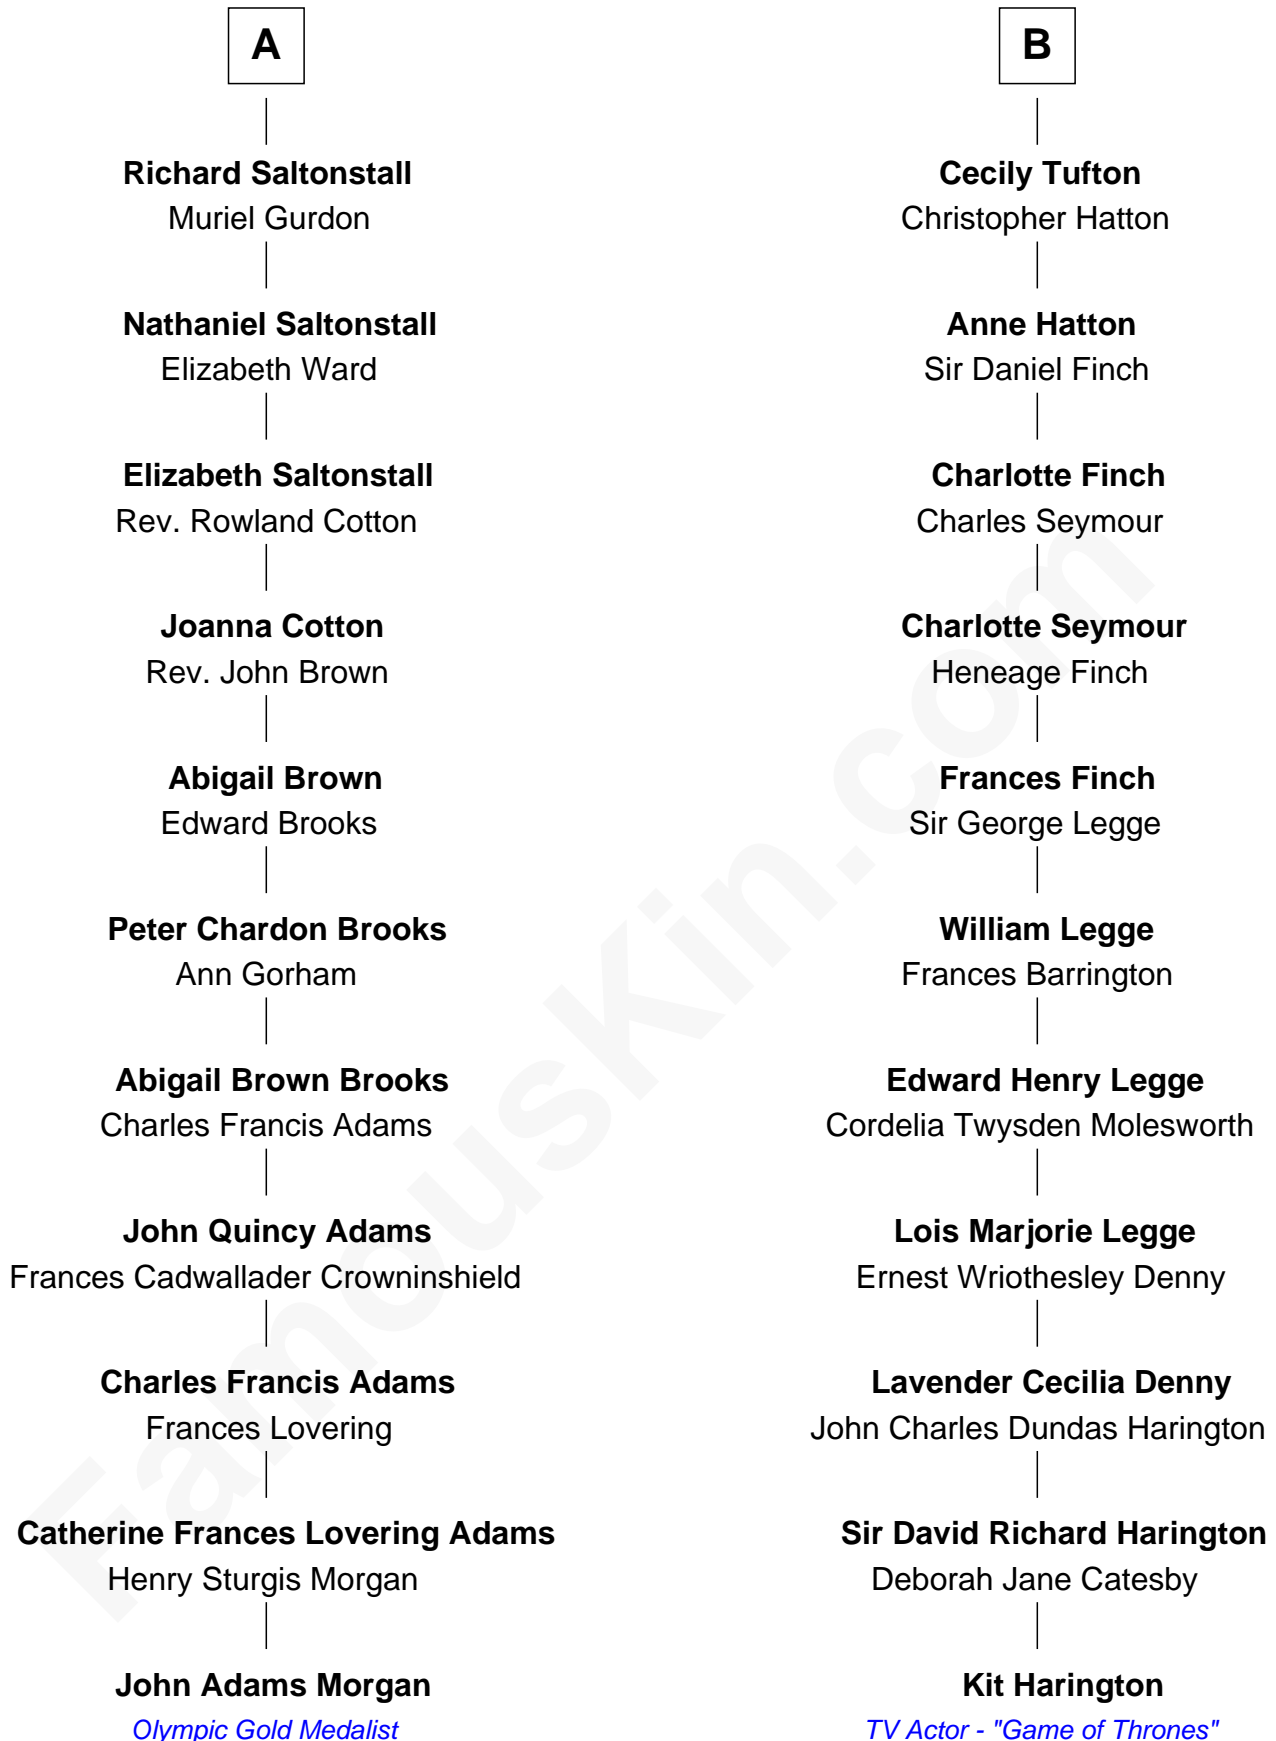 A
Richard Saltonstall
Muriel Gurdon
Nathaniel Saltonstall
Elizabeth Ward
Elizabeth Saltonstall
Rev. Rowland Cotton
Joanna Cotton
Rev. John Brown
Abigail Brown
Edward Brooks
Peter Chardon Brooks
Ann Gorham
Abigail Brown Brooks
Charles Francis Adams
John Quincy Adams
Frances Cadwallader Crowninshield
Charles Francis Adams
Frances Lovering
Catherine Frances Lovering Adams
Henry Sturgis Morgan
John Adams Morgan
Olympic Gold Medalist
B
Cecily Tufton
Christopher Hatton
Anne Hatton
Sir Daniel Finch
Charlotte Finch
Charles Seymour
Charlotte Seymour
Heneage Finch
Frances Finch
Sir George Legge
William Legge
Frances Barrington
Edward Henry Legge
Cordelia Twysden Molesworth
Lois Marjorie Legge
Ernest Wriothesley Denny
Lavender Cecilia Denny
John Charles Dundas Harington
Sir David Richard Harington
Deborah Jane Catesby
Kit Harington
TV Actor - "Game of Thrones"
FamousKin.com